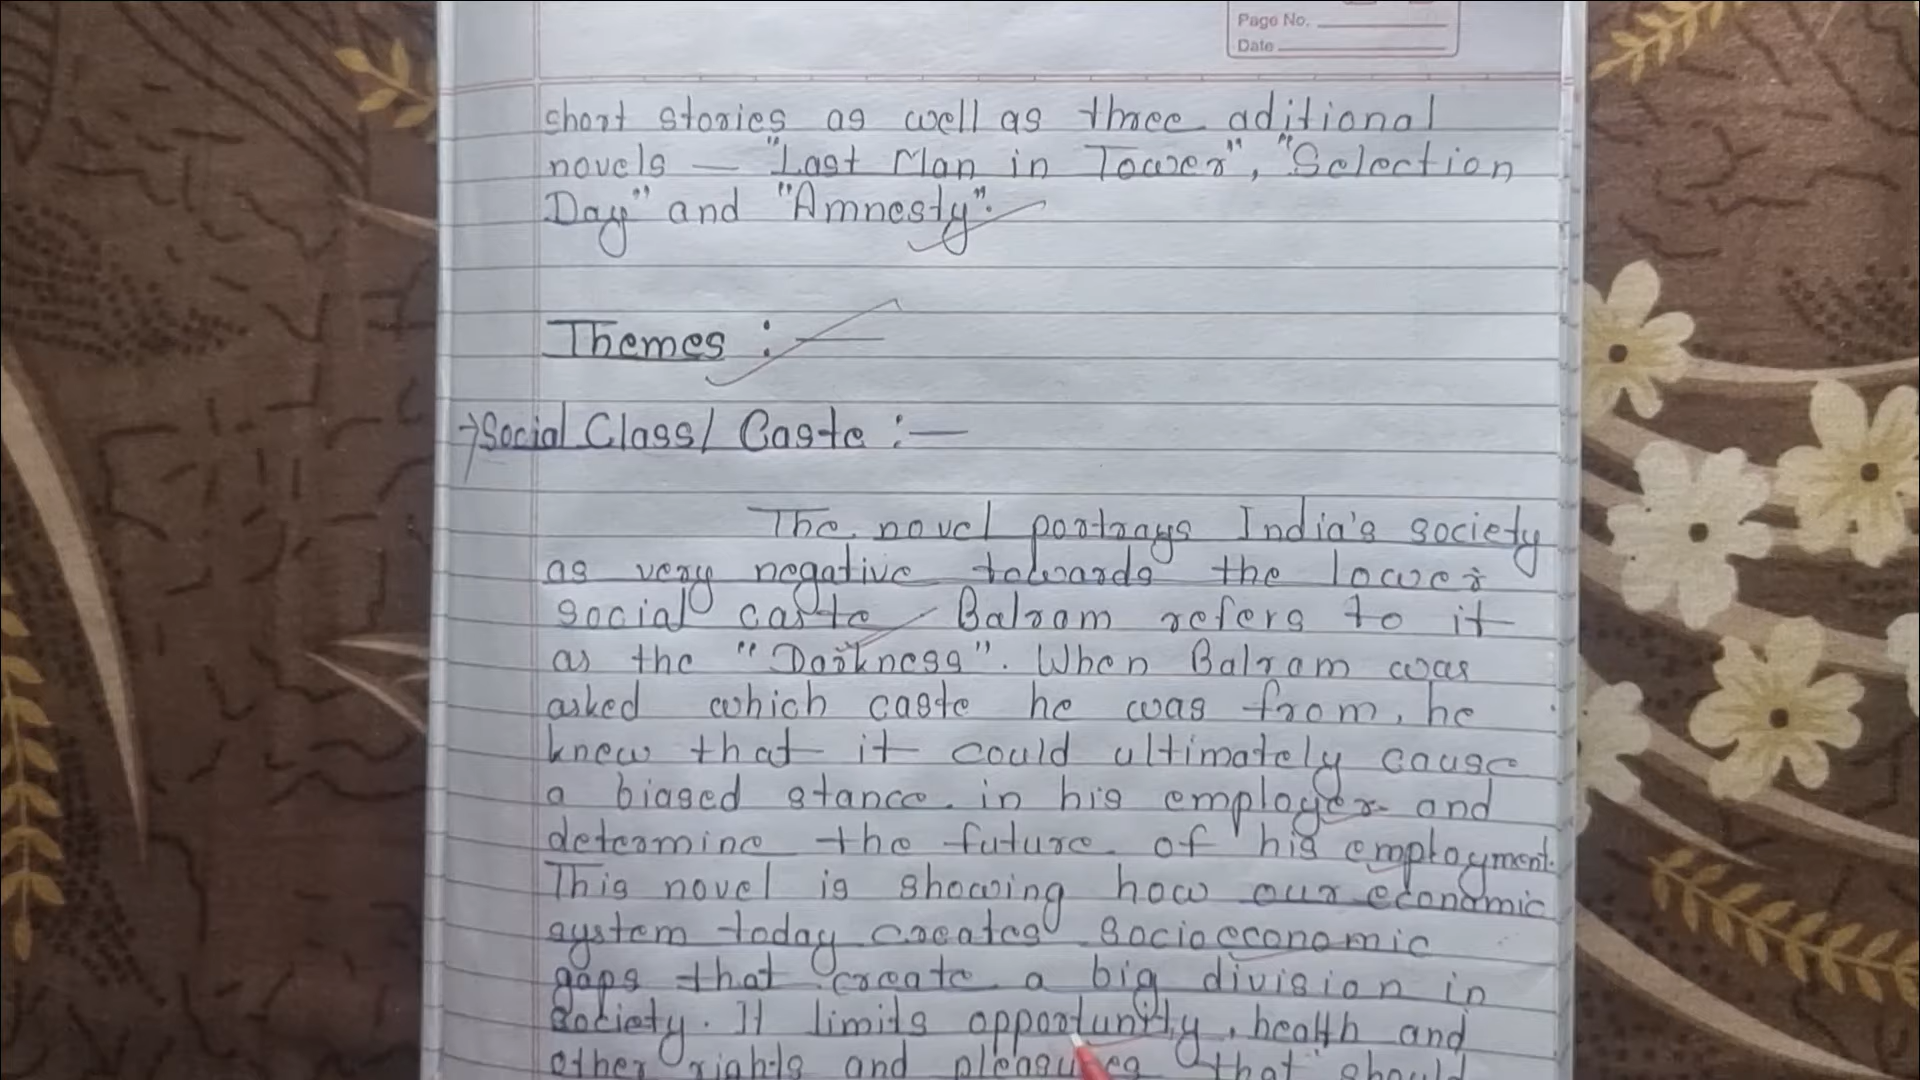 Page No.
Date
short stories as well as three aditional
novels — "Last Man in Tower", "Selection
Day" and "Amnesty".
Themes :—
→Social Class/ Caste :—
The novel portrays India's society
as very negative towards the lower
social caste Balram refers to it
as the "Darkness". When Balram was
asked which caste he was from, he
knew that it could ultimately cause
a biased stance in his employer and
determine the future of his employment.
This novel is showing how our economic
system today creates socioeconomic
gaps that create a big division in
society. It limits opportunity, health and
other rights and pleasures that should